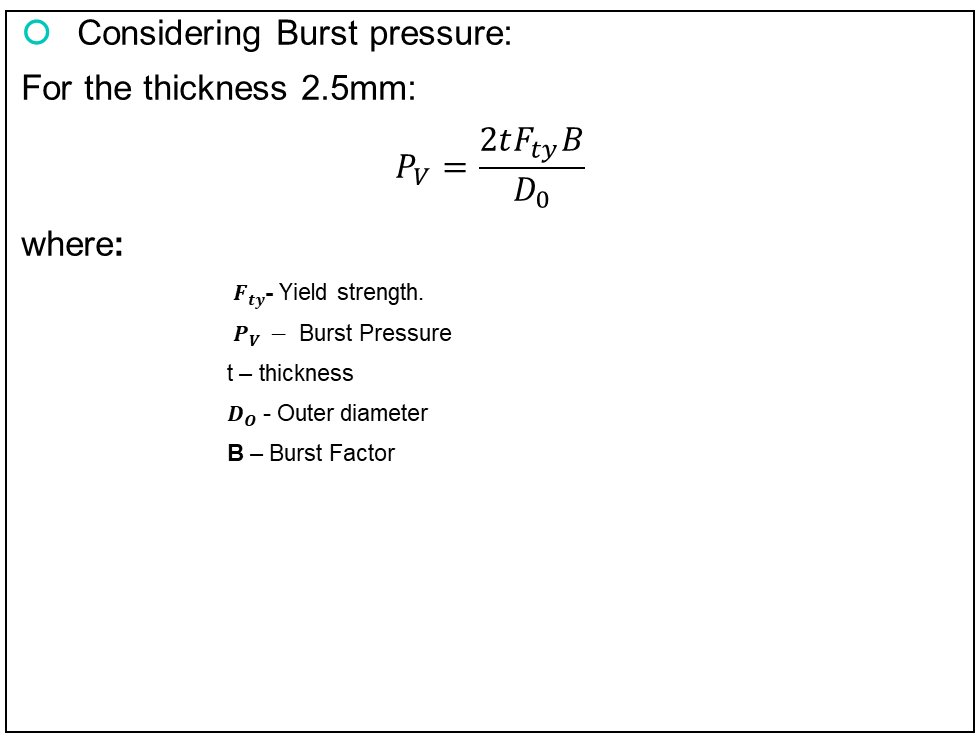 Considering Burst pressure:
For the thickness 2.5mm:
P_V = \frac{2tF_{ty}B}{D_0}
where:
F_{ty}- Yield strength.
P_V – Burst Pressure
t – thickness
D_O - Outer diameter
B – Burst Factor